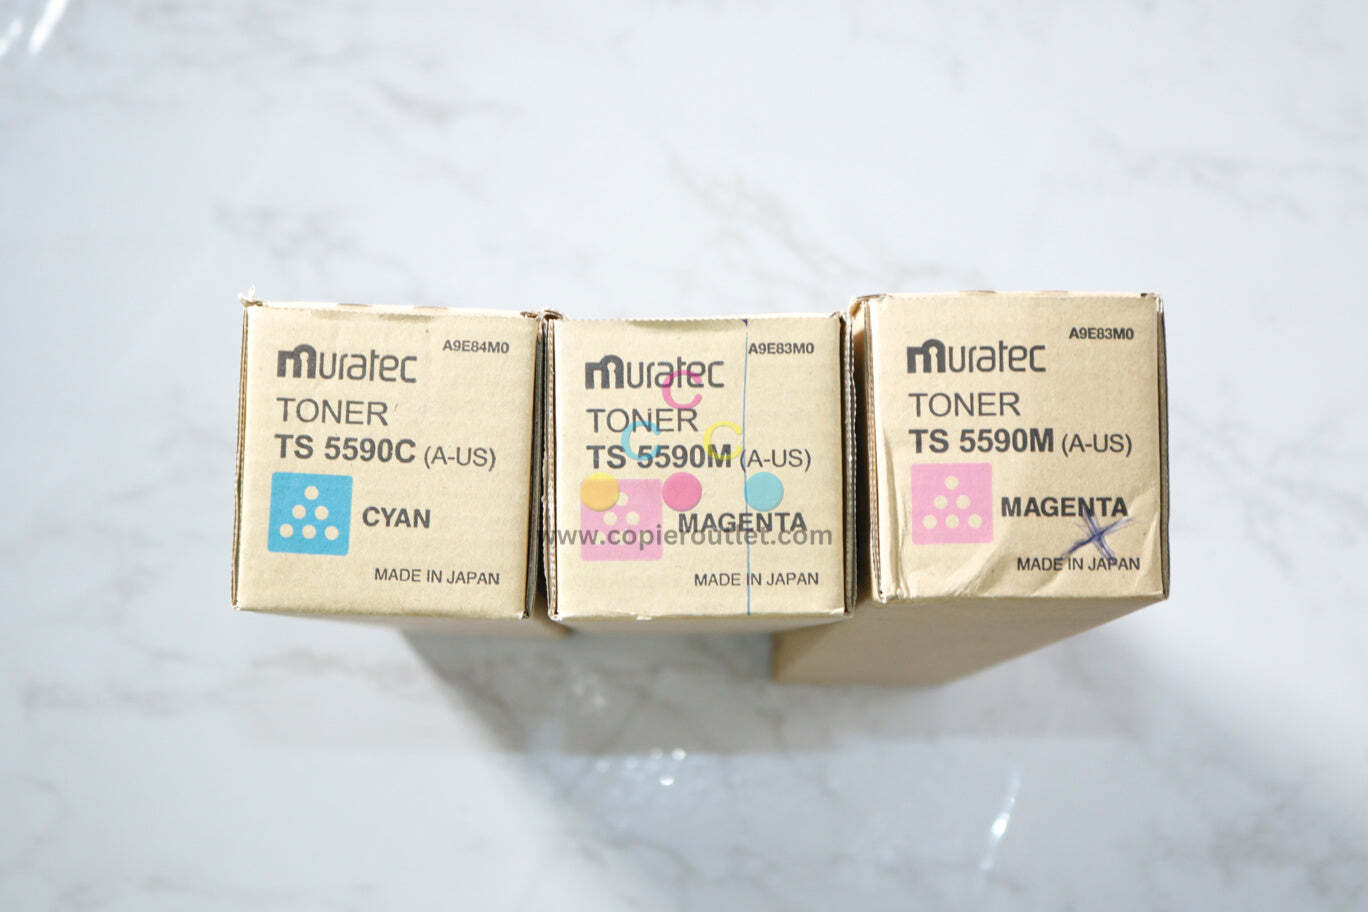 A9E84M0
muratec
TONER
TS 5590C (A-US)
CYAN
MADE IN JAPAN
A9E83M0
muratec
TONER
TS 5590M (A-US)
MAGENTA
MADE IN JAPAN
A9E83M0
muratec
TONER
TS 5590M (A-US)
MAGENTA
MADE IN JAPAN
C
C C
www.copieroutlet.com